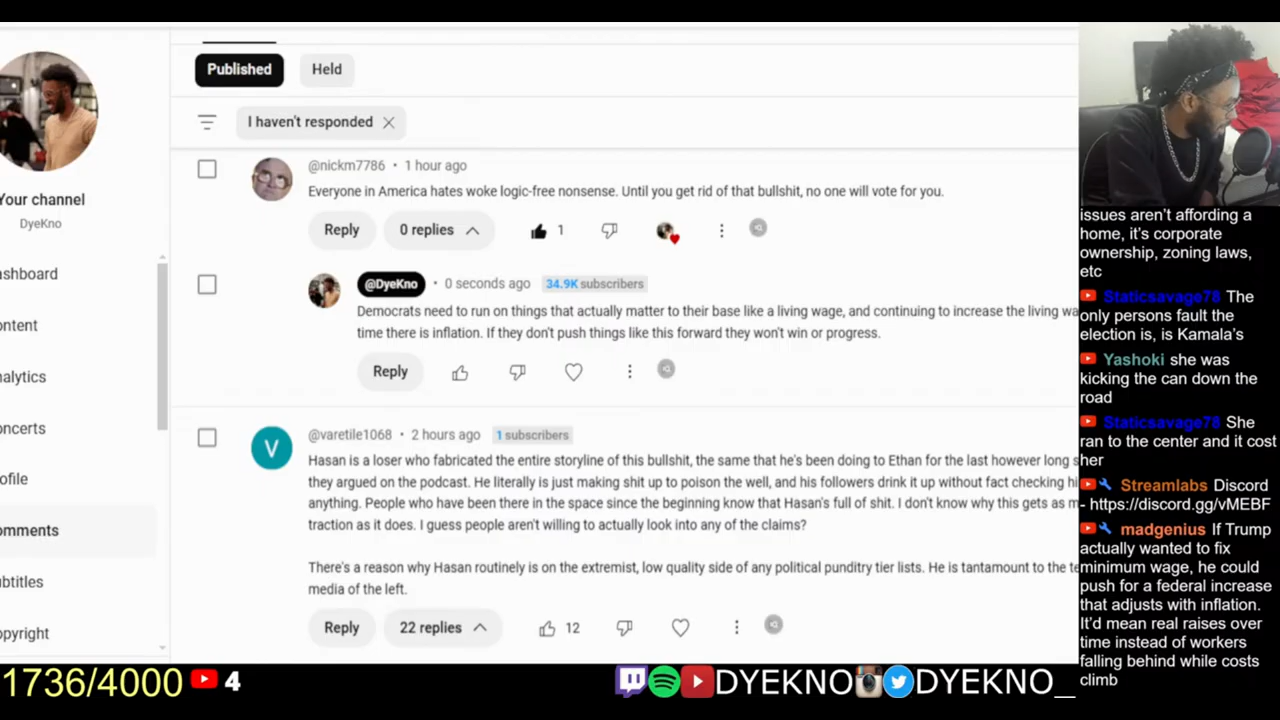 Published
Held
I haven't responded
Your channel
DyeKno
ashboard
ontent
nalytics
oncerts
ofile
omments
ubtitles
opyright
@nickm7786 • 1 hour ago
Everyone in America hates woke logic-free nonsense. Until you get rid of that bullshit, no one will vote for you.
Reply
0 replies
1
@DyeKno • 0 seconds ago 34.9K subscribers
Democrats need to run on things that actually matter to their base like a living wage, and continuing to increase the living wa
time there is inflation. If they don't push things like this forward they won't win or progress.
Reply
V
@varetile1068 • 2 hours ago 1 subscribers
Hasan is a loser who fabricated the entire storyline of this bullshit, the same that he's been doing to Ethan for the last however long s
they argued on the podcast. He literally is just making shit up to poison the well, and his followers drink it up without fact checking hi
anything. People who have been there in the space since the beginning know that Hasan's full of shit. I don't know why this gets as m
traction as it does. I guess people aren't willing to actually look into any of the claims?
There's a reason why Hasan routinely is on the extremist, low quality side of any political punditry tier lists. He is tantamount to the te
media of the left.
Reply
22 replies
12
issues aren't affording a
home, it's corporate
ownership, zoning laws,
etc
Staticsavage78 The
only persons fault the
election is, is Kamala's
Yashoki she was
kicking the can down the
road
Staticsavage78 She
ran to the center and it cost
her
Streamlabs Discord
- https://discord.gg/vMEBF
madgenius If Trump
actually wanted to fix
minimum wage, he could
push for a federal increase
that adjusts with inflation.
It'd mean real raises over
time instead of workers
falling behind while costs
climb
1736/4000
4
DYEKNO
DYEKNO_